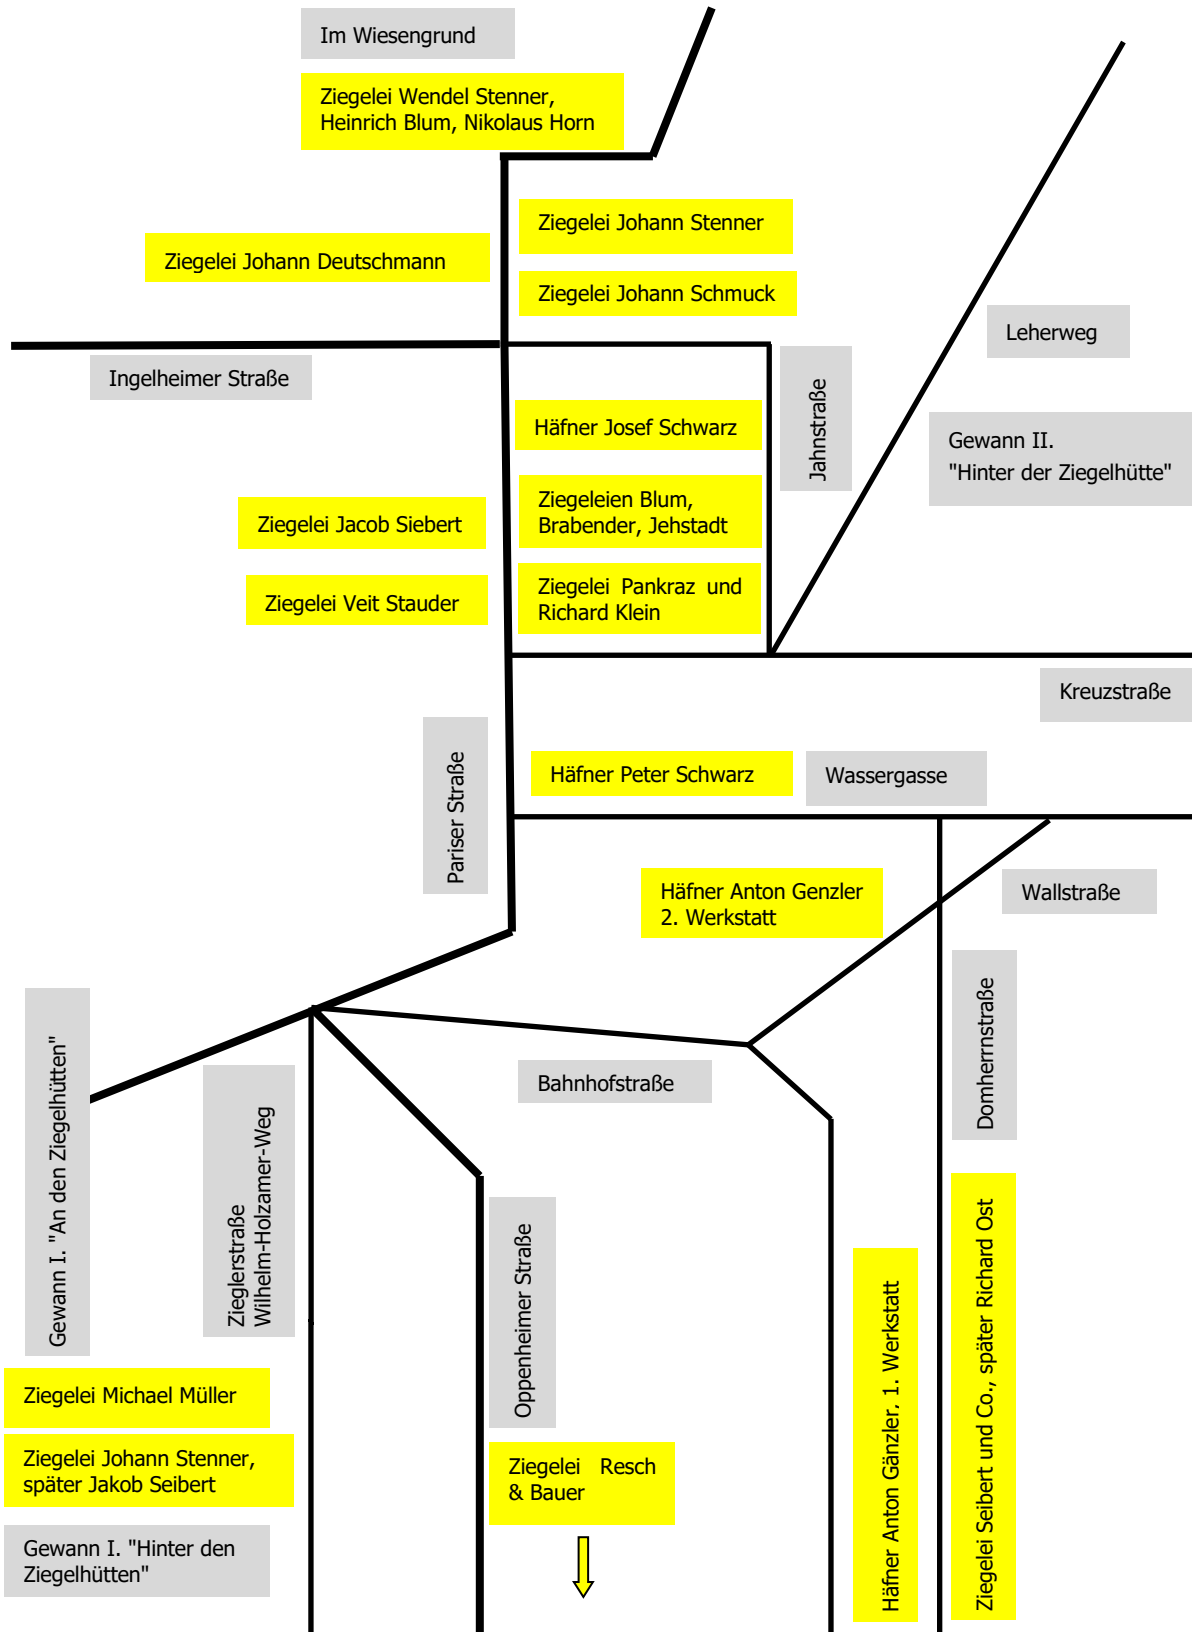 Im Wiesengrund
Ziegelei Wendel Stenner,
Heinrich Blum, Nikolaus Horn
Ziegelei Johann Stenner
Ziegelei Johann Deutschmann
Ziegelei Johann Schmuck
Leherweg
Ingelheimer Straße
Jahnstraße
Häfner Josef Schwarz
Gewann II.
"Hinter der Ziegelhütte"
Ziegelei Jacob Siebert
Ziegeleien Blum,
Brabender, Jehstadt
Ziegelei Veit Stauder
Ziegelei Pankraz und
Richard Klein
Kreuzstraße
Pariser Straße
Häfner Peter Schwarz
Wassergasse
Häfner Anton Genzler
2. Werkstatt
Wallstraße
Domherrnstraße
Gewann I. "An den Ziegelhütten"
Zieglerstraße
Wilhelm-Holzamer-Weg
Bahnhofstraße
Oppenheimer Straße
Häfner Anton Gänzler, 1. Werkstatt
Ziegelei Seibert und Co., später Richard Ost
Ziegelei Michael Müller
Ziegelei Johann Stenner,
später Jakob Seibert
Ziegelei Resch
& Bauer
Gewann I. "Hinter den
Ziegelhütten"